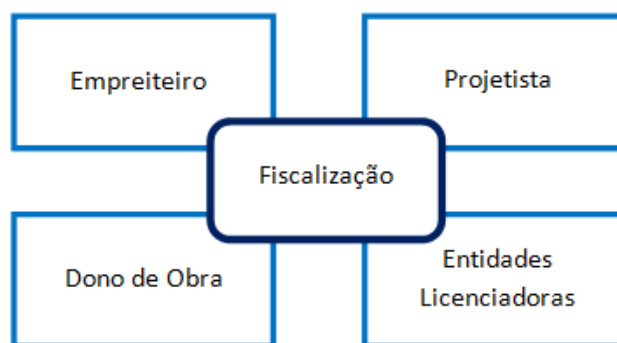 Empreiteiro
Projetista
Fiscalização
Dono de Obra
Entidades
Licenciadoras